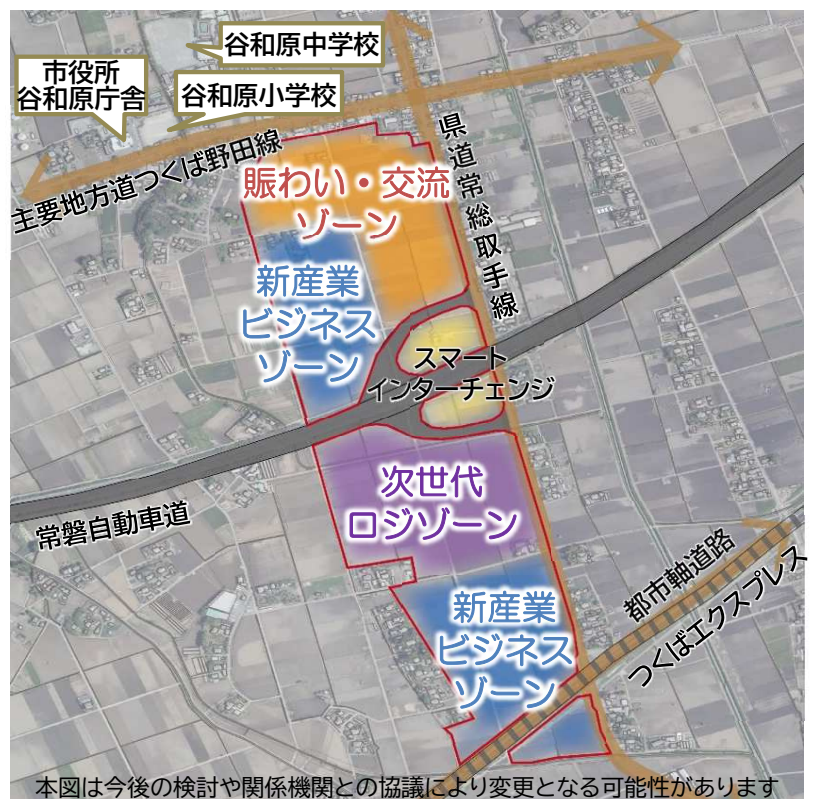 谷和原中学校
市役所
谷和原庁舎
谷和原小学校
主要地方道つくば野田線
県道常総取手線
賑わい・交流
ゾーン
新産業
ビジネス
ゾーン
スマート
インターチェンジ
次世代
ロジゾーン
常磐自動車道
新産業
ビジネス
ゾーン
都市軸道路
つくばエクスプレス
本図は今後の検討や関係機関との協議により変更となる可能性があります